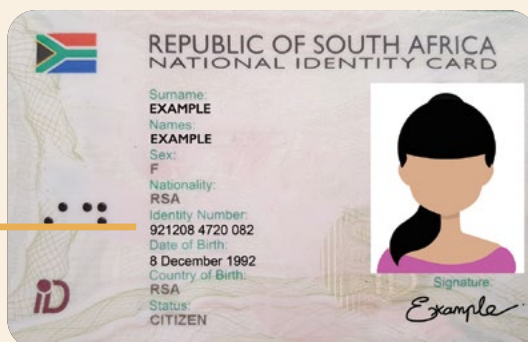 REPUBLIC OF SOUTH AFRICA
NATIONAL IDENTITY CARD
Surname:
EXAMPLE
Names:
EXAMPLE
Sex:
F
Nationality:
RSA
Identity Number:
921208 4720 082
Date of Birth:
8 December 1992
Country of Birth:
RSA
Status:
CITIZEN
Signature:
Example
iD